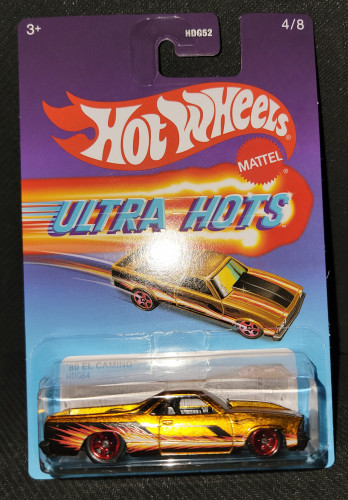 3+
HDG52
4/8
Hot Wheels
MATTEL
ULTRA HOTS
80 EL CAMINO